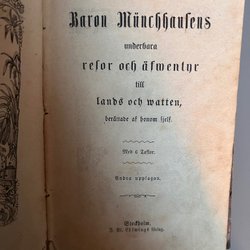 Baron Münchhausens
underbara
resor och äfwentyr
till
lands och watten,
berättade af honom sjelf.
Med 6 Taflor.
Andra upplagan.
Stockholm.